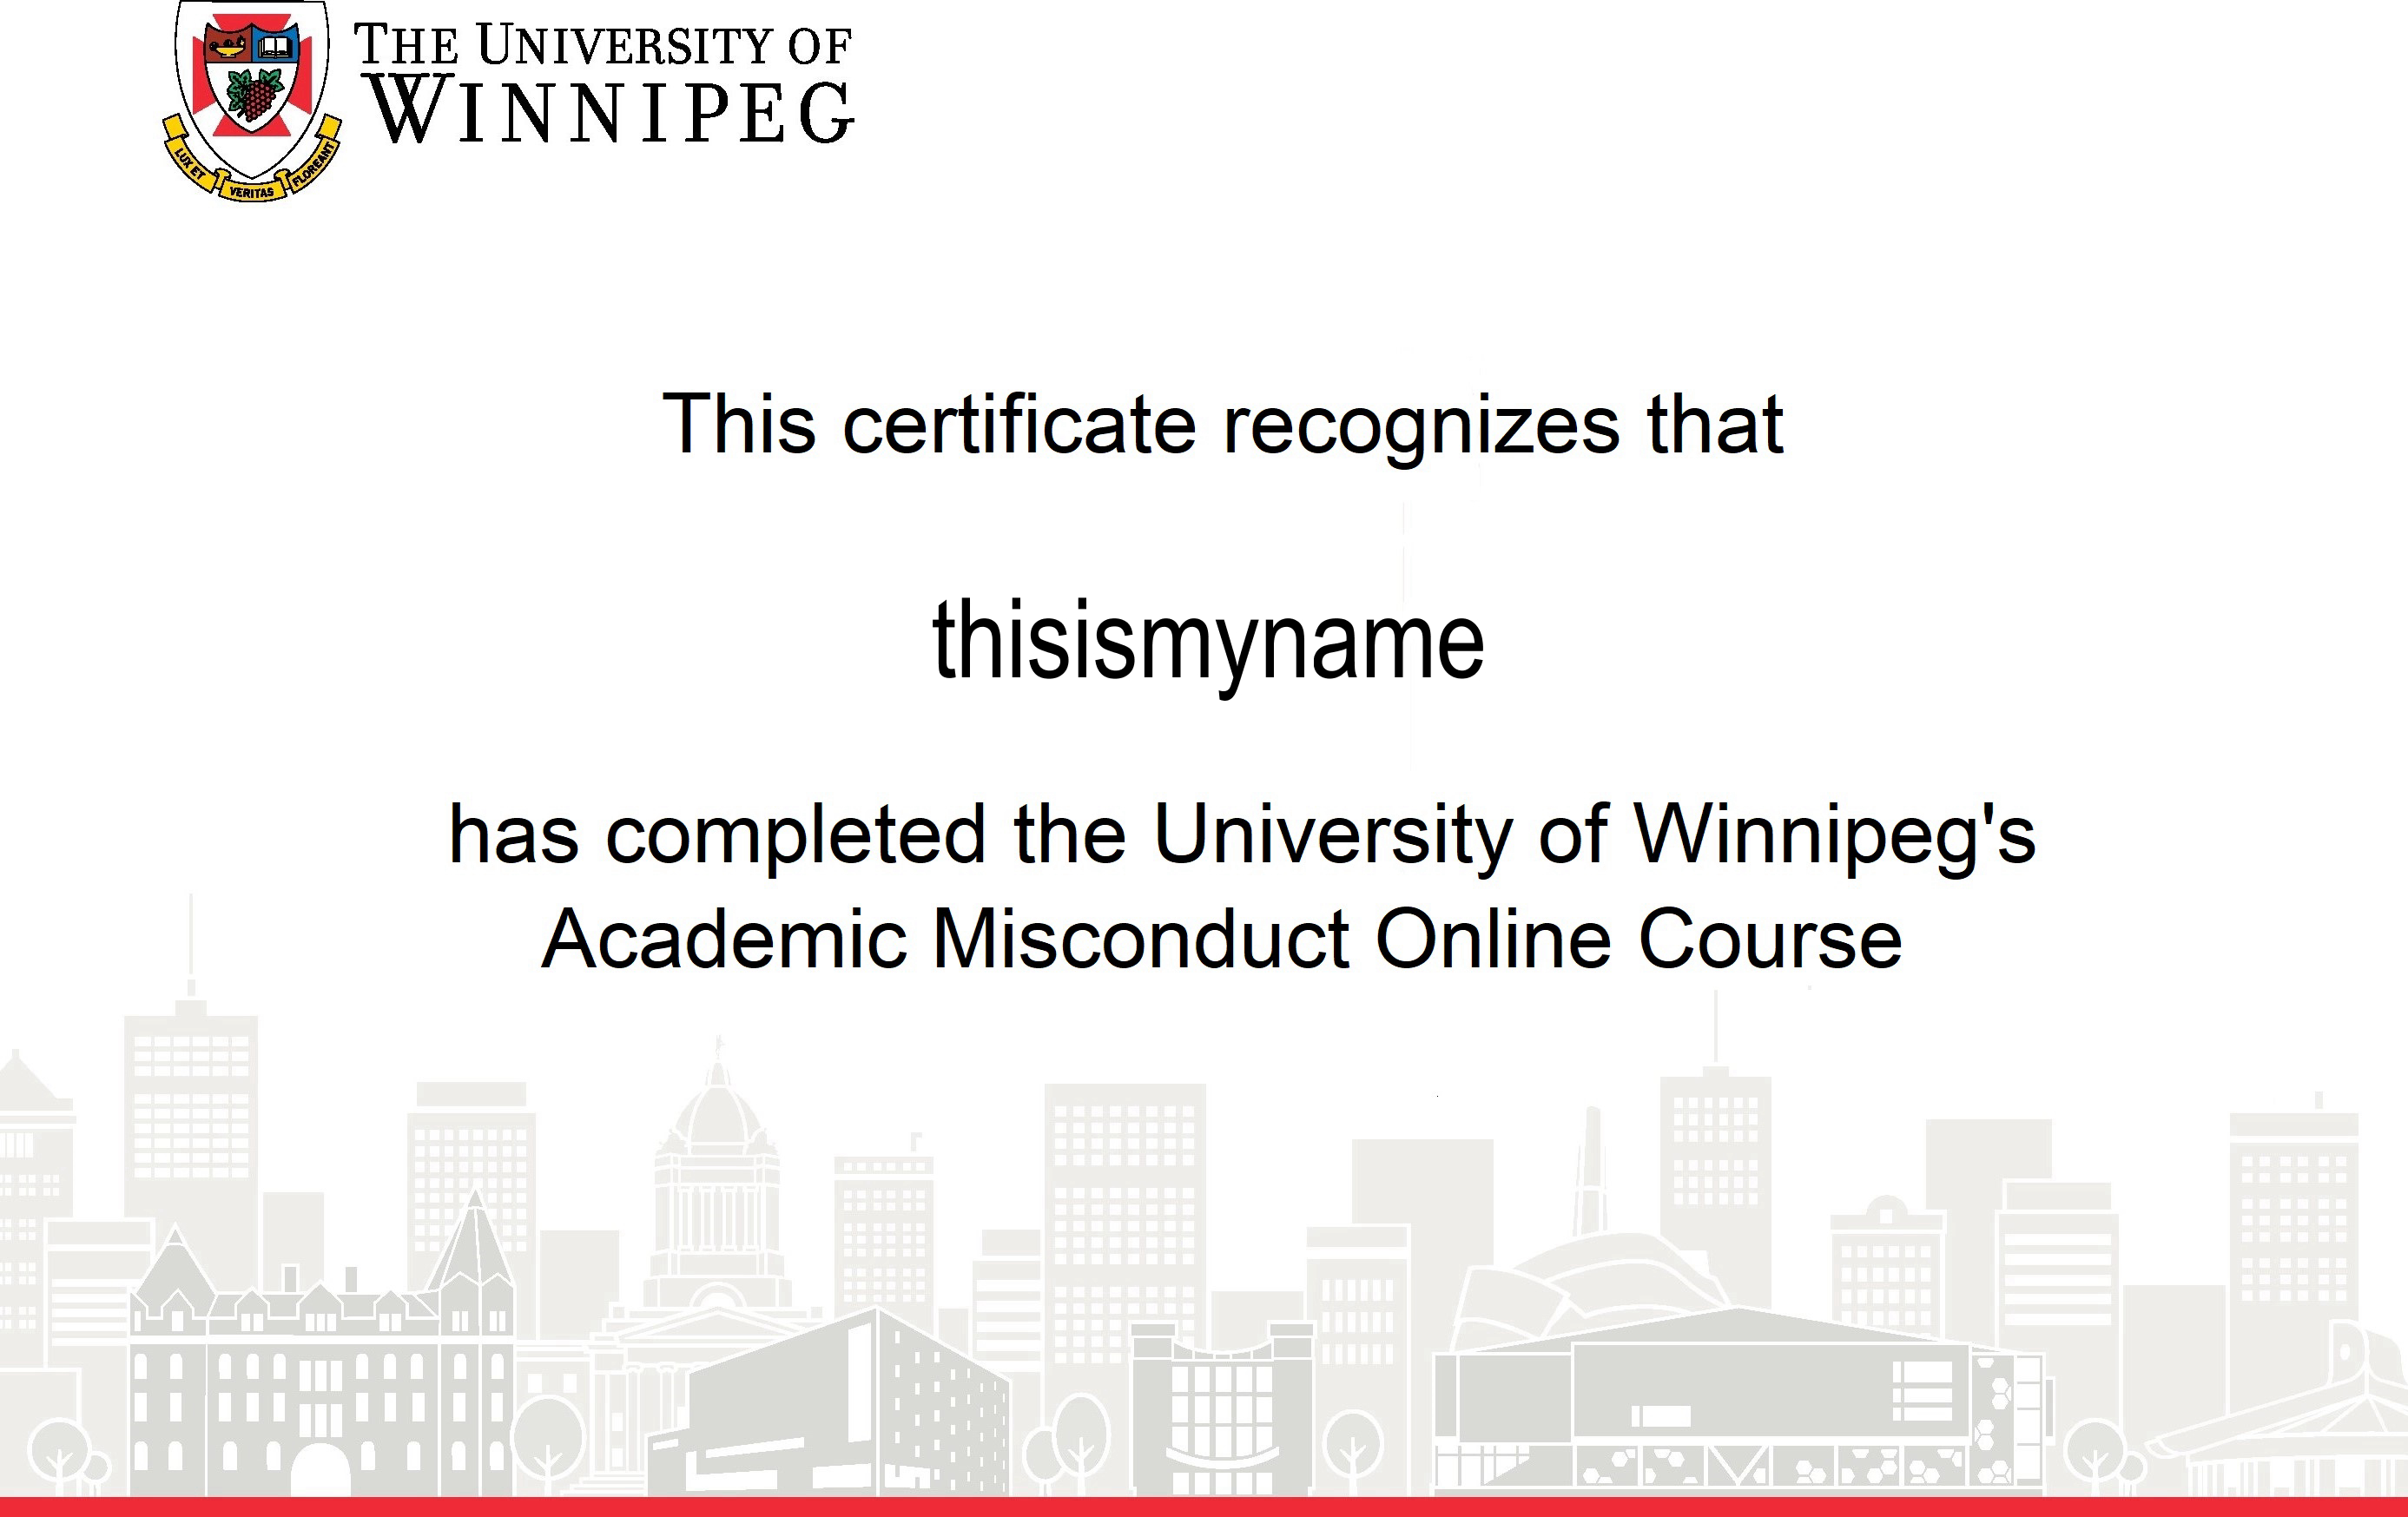 THE UNIVERSITY OF
WINNIPEG
LUX ET VERITAS FLOREANT
This certificate recognizes that
thisismyname
has completed the University of Winnipeg's
Academic Misconduct Online Course